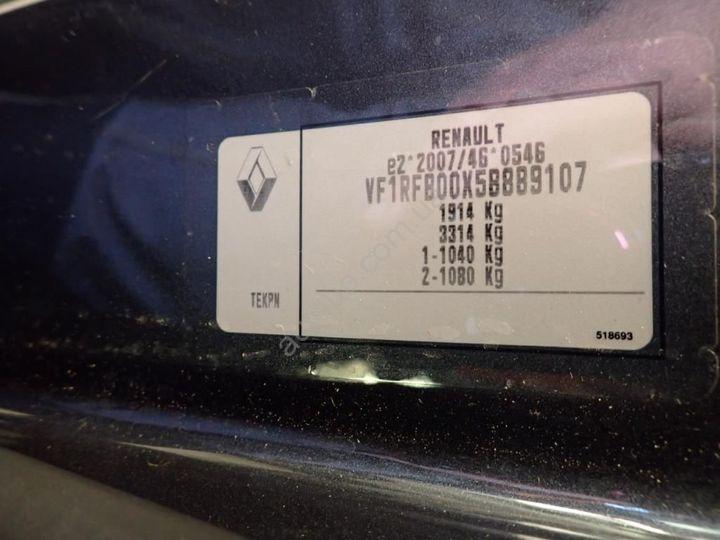 RENAULT
e2*2007/46*0546
VF1RFB00X58889107
1914 Kg
3314 Kg
1-1040 Kg
2-1080 Kg
TEKPN
518693